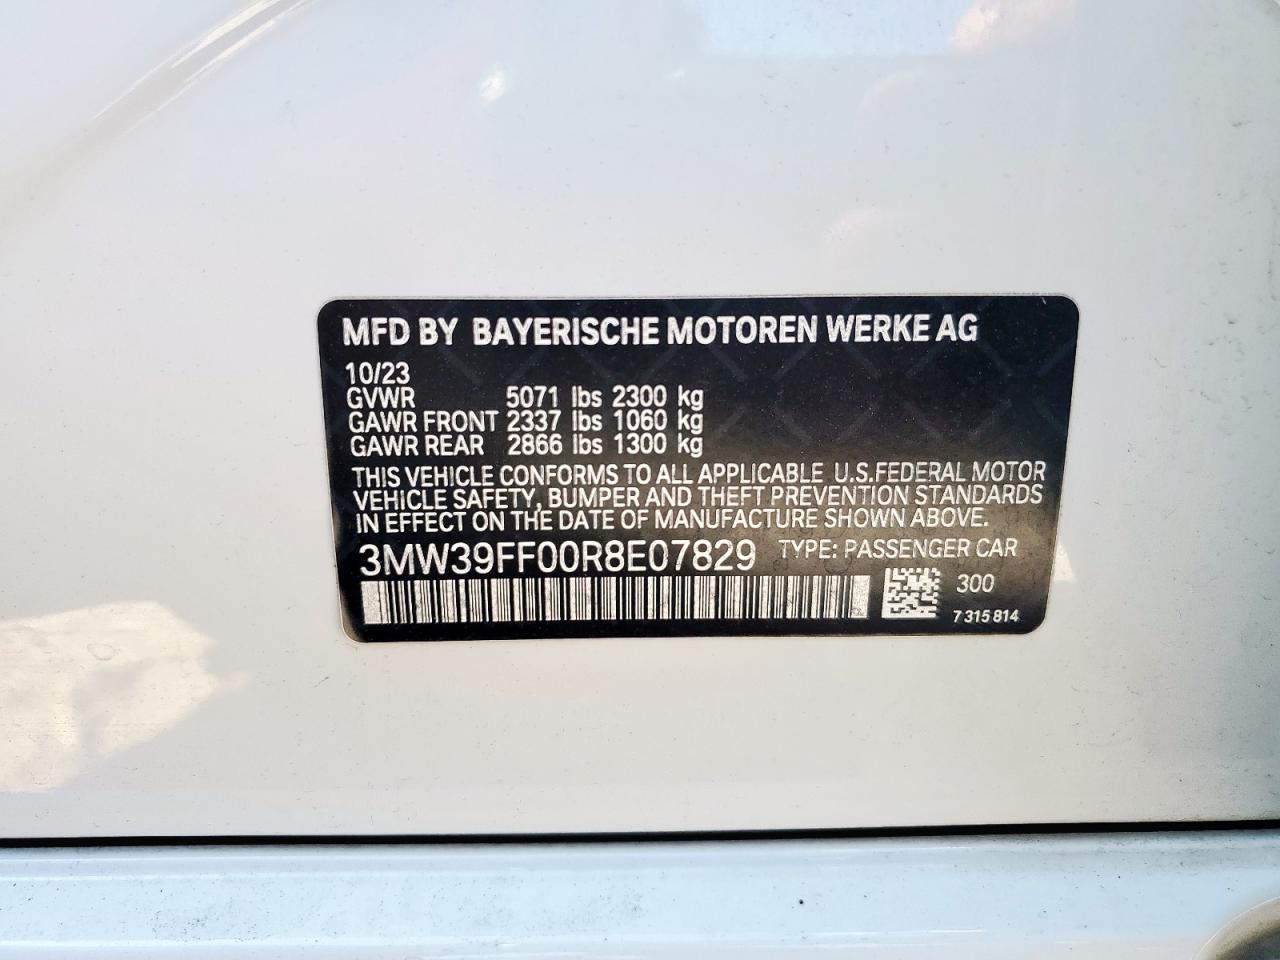 MFD BY BAYERISCHE MOTOREN WERKE AG
10/23
GVWR 5071 lbs 2300 kg
GAWR FRONT 2337 lbs 1060 kg
GAWR REAR 2866 lbs 1300 kg
THIS VEHICLE CONFORMS TO ALL APPLICABLE U.S.FEDERAL MOTOR
VEHICLE SAFETY, BUMPER AND THEFT PREVENTION STANDARDS
IN EFFECT ON THE DATE OF MANUFACTURE SHOWN ABOVE.
3MW39FF00R8E07829 TYPE: PASSENGER CAR
300
7 315 814